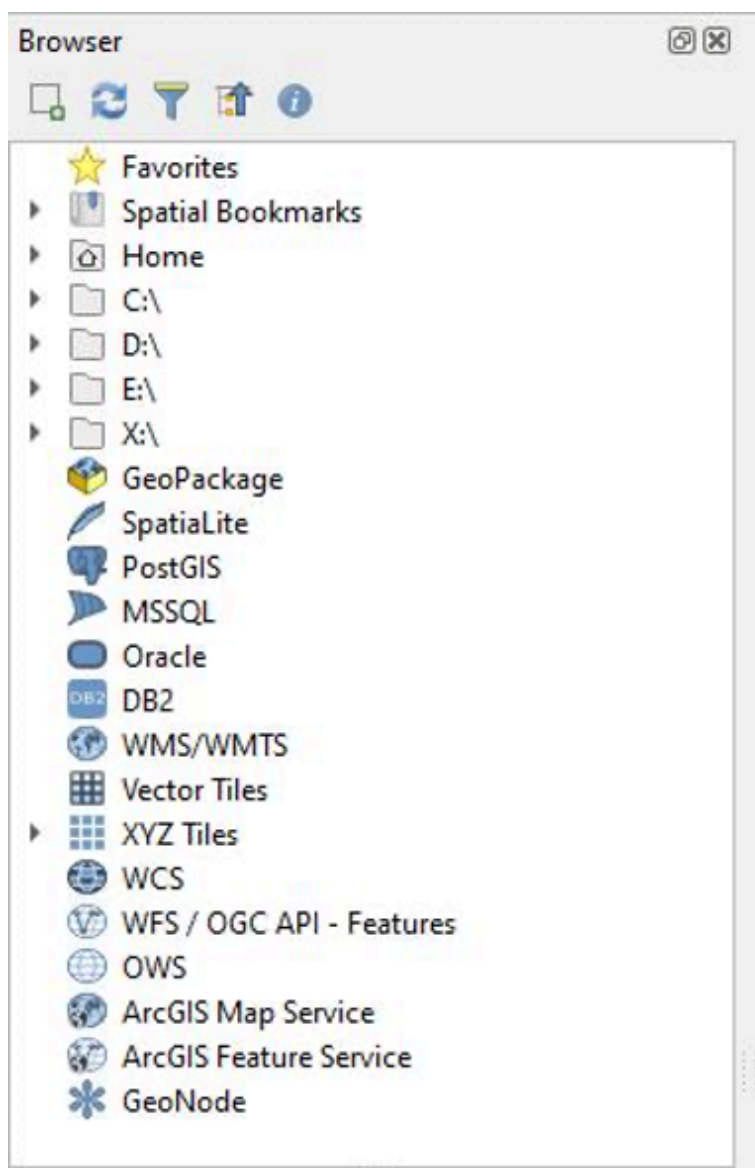 Browser
Favorites
Spatial Bookmarks
Home
C:\
D:\
E:\
X:\
GeoPackage
SpatiaLite
PostGIS
MSSQL
Oracle
DB2 DB2
WMS/WMTS
Vector Tiles
XYZ Tiles
WCS
WFS / OGC API - Features
OWS
ArcGIS Map Service
ArcGIS Feature Service
GeoNode